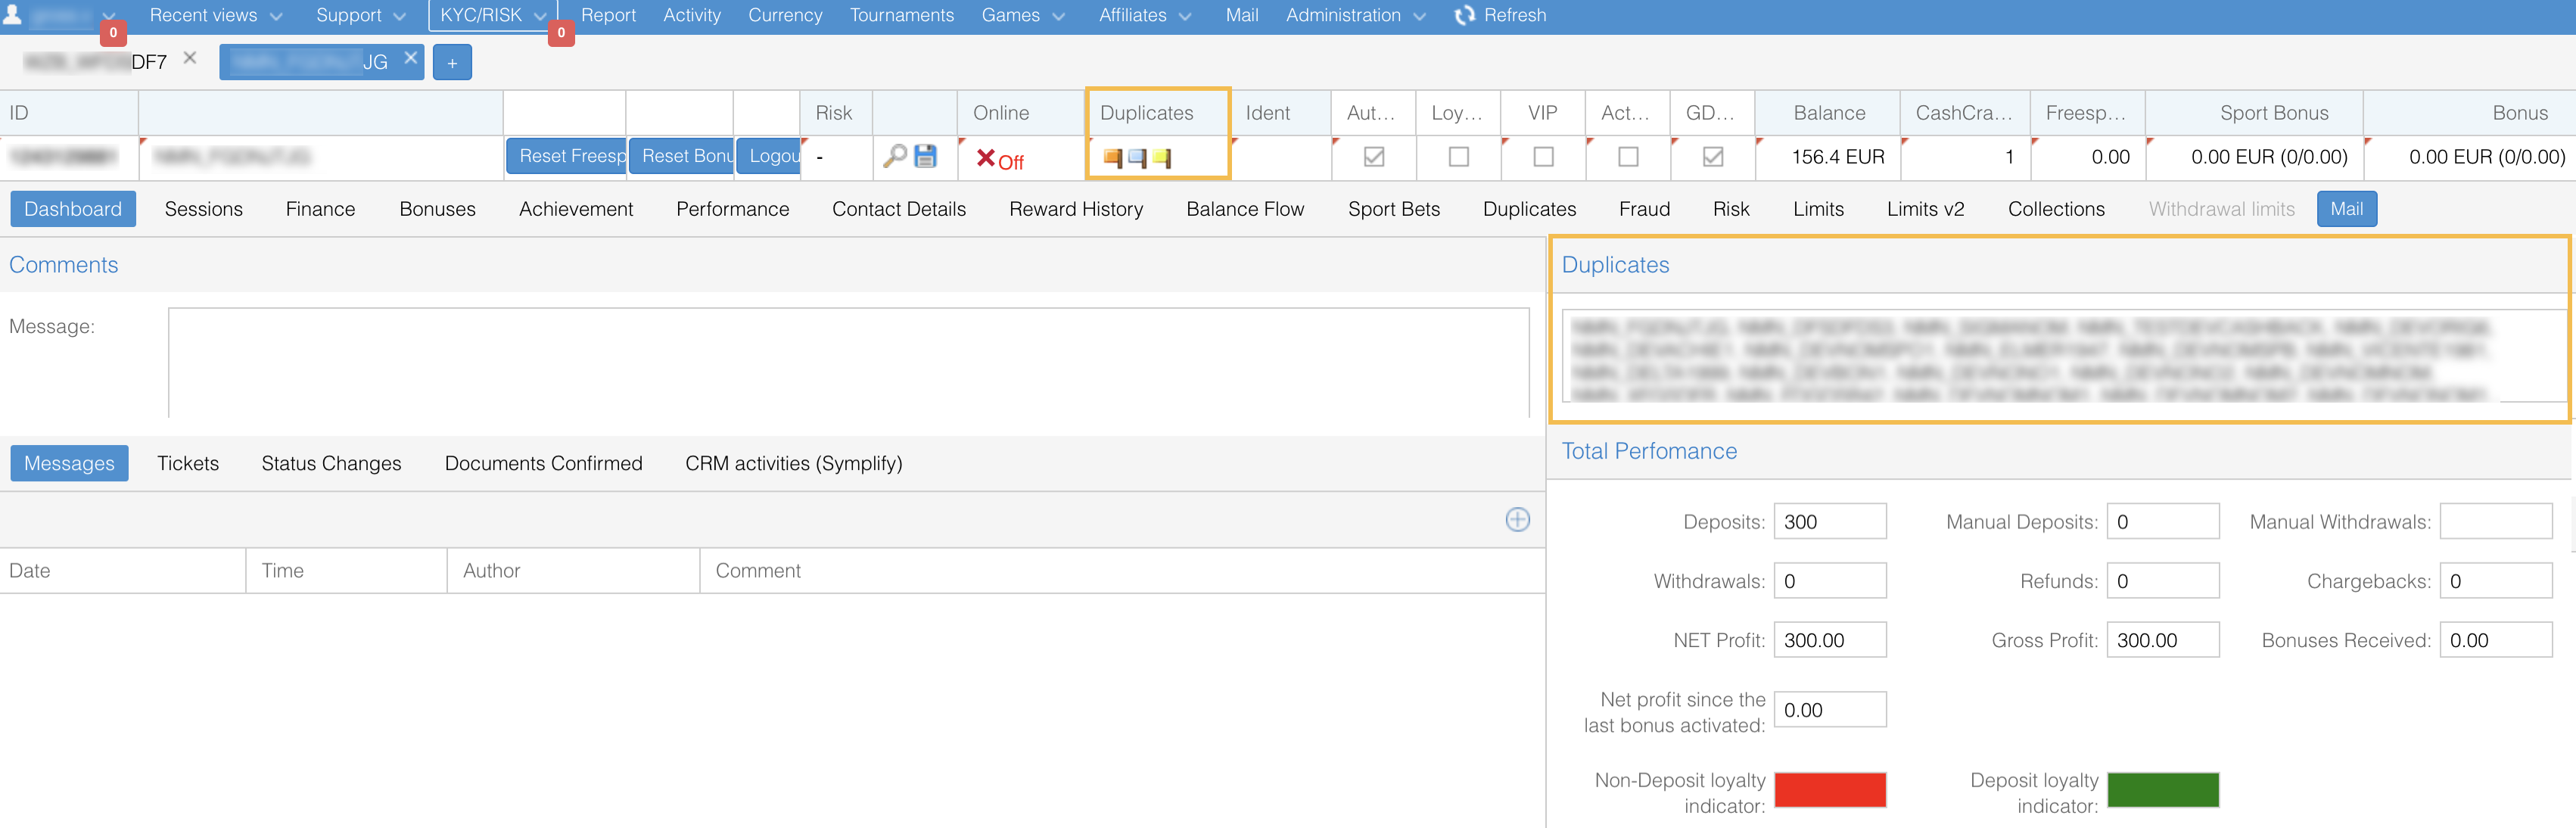 Recent views Support KYC/RISK Report Activity Currency Tournaments Games Affiliates Mail Administration Refresh
0 0
DF7 JG +
ID Risk Online Duplicates Ident Aut... Loy... VIP Act... GD... Balance CashCra... Freesp... Sport Bonus Bonus
Reset Freesp Reset Bonu Logou - Off 156.4 EUR 1 0.00 0.00 EUR (0/0.00) 0.00 EUR (0/0.00)
Dashboard Sessions Finance Bonuses Achievement Performance Contact Details Reward History Balance Flow Sport Bets Duplicates Fraud Risk Limits Limits v2 Collections Withdrawal limits Mail
Comments
Message:
Messages Tickets Status Changes Documents Confirmed CRM activities (Symplify)
Date Time Author Comment
Duplicates
Total Perfomance
Deposits: 300 Manual Deposits: 0 Manual Withdrawals:
Withdrawals: 0 Refunds: 0 Chargebacks: 0
NET Profit: 300.00 Gross Profit: 300.00 Bonuses Received: 0.00
Net profit since the
last bonus activated: 0.00
Non-Deposit loyalty
indicator:
Deposit loyalty
indicator: